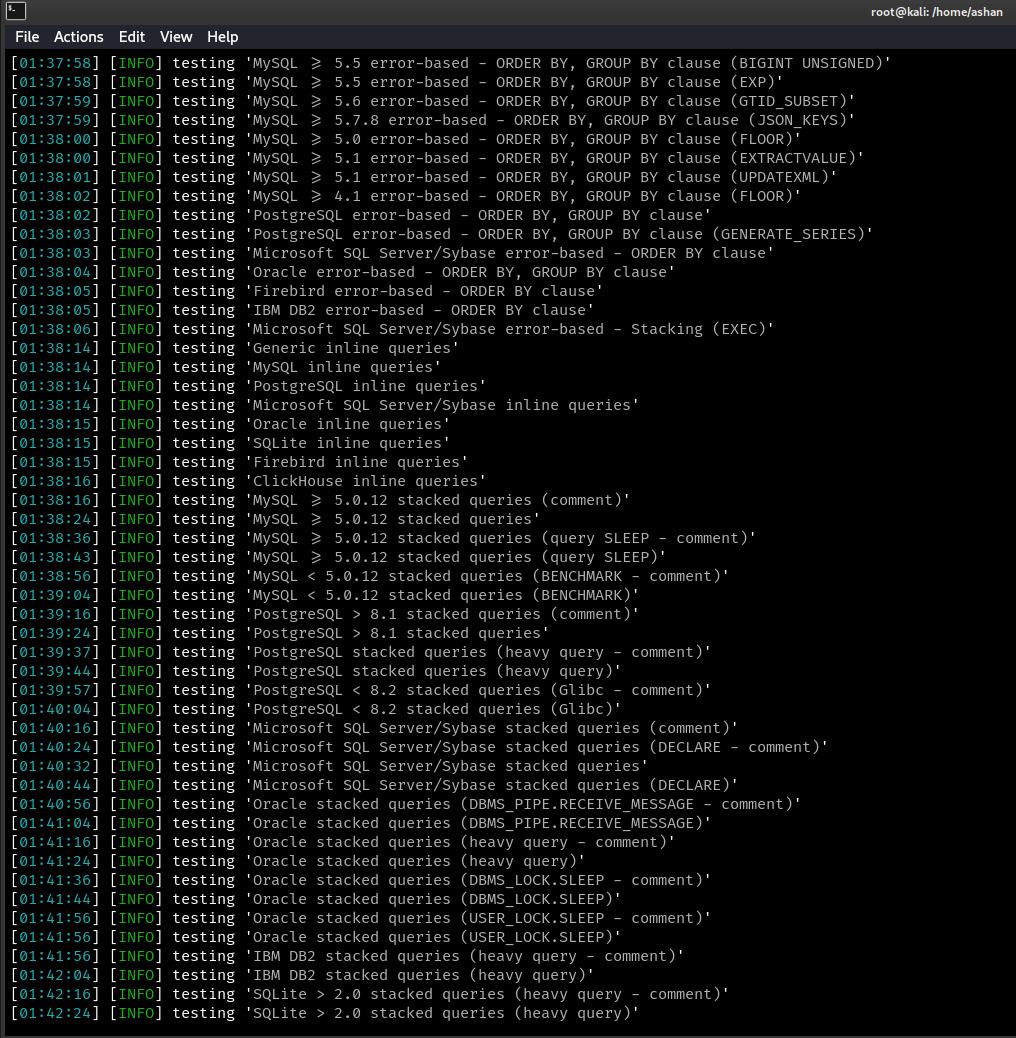 root@kali: /home/ashan
File Actions Edit View Help
[01:37:58] [INFO] testing 'MySQL ≥ 5.5 error-based - ORDER BY, GROUP BY clause (BIGINT UNSIGNED)'
[01:37:58] [INFO] testing 'MySQL ≥ 5.5 error-based - ORDER BY, GROUP BY clause (EXP)'
[01:37:59] [INFO] testing 'MySQL ≥ 5.6 error-based - ORDER BY, GROUP BY clause (GTID_SUBSET)'
[01:37:59] [INFO] testing 'MySQL ≥ 5.7.8 error-based - ORDER BY, GROUP BY clause (JSON_KEYS)'
[01:38:00] [INFO] testing 'MySQL ≥ 5.0 error-based - ORDER BY, GROUP BY clause (FLOOR)'
[01:38:00] [INFO] testing 'MySQL ≥ 5.1 error-based - ORDER BY, GROUP BY clause (EXTRACTVALUE)'
[01:38:01] [INFO] testing 'MySQL ≥ 5.1 error-based - ORDER BY, GROUP BY clause (UPDATEXML)'
[01:38:02] [INFO] testing 'MySQL ≥ 4.1 error-based - ORDER BY, GROUP BY clause (FLOOR)'
[01:38:02] [INFO] testing 'PostgreSQL error-based - ORDER BY, GROUP BY clause'
[01:38:03] [INFO] testing 'PostgreSQL error-based - ORDER BY, GROUP BY clause (GENERATE_SERIES)'
[01:38:03] [INFO] testing 'Microsoft SQL Server/Sybase error-based - ORDER BY clause'
[01:38:04] [INFO] testing 'Oracle error-based - ORDER BY, GROUP BY clause'
[01:38:05] [INFO] testing 'Firebird error-based - ORDER BY clause'
[01:38:05] [INFO] testing 'IBM DB2 error-based - ORDER BY clause'
[01:38:06] [INFO] testing 'Microsoft SQL Server/Sybase error-based - Stacking (EXEC)'
[01:38:14] [INFO] testing 'Generic inline queries'
[01:38:14] [INFO] testing 'MySQL inline queries'
[01:38:14] [INFO] testing 'PostgreSQL inline queries'
[01:38:14] [INFO] testing 'Microsoft SQL Server/Sybase inline queries'
[01:38:15] [INFO] testing 'Oracle inline queries'
[01:38:15] [INFO] testing 'SQLite inline queries'
[01:38:15] [INFO] testing 'Firebird inline queries'
[01:38:16] [INFO] testing 'ClickHouse inline queries'
[01:38:16] [INFO] testing 'MySQL ≥ 5.0.12 stacked queries (comment)'
[01:38:24] [INFO] testing 'MySQL ≥ 5.0.12 stacked queries'
[01:38:36] [INFO] testing 'MySQL ≥ 5.0.12 stacked queries (query SLEEP - comment)'
[01:38:43] [INFO] testing 'MySQL ≥ 5.0.12 stacked queries (query SLEEP)'
[01:38:56] [INFO] testing 'MySQL < 5.0.12 stacked queries (BENCHMARK - comment)'
[01:39:04] [INFO] testing 'MySQL < 5.0.12 stacked queries (BENCHMARK)'
[01:39:16] [INFO] testing 'PostgreSQL > 8.1 stacked queries (comment)'
[01:39:24] [INFO] testing 'PostgreSQL > 8.1 stacked queries'
[01:39:37] [INFO] testing 'PostgreSQL stacked queries (heavy query - comment)'
[01:39:44] [INFO] testing 'PostgreSQL stacked queries (heavy query)'
[01:39:57] [INFO] testing 'PostgreSQL < 8.2 stacked queries (Glibc - comment)'
[01:40:04] [INFO] testing 'PostgreSQL < 8.2 stacked queries (Glibc)'
[01:40:16] [INFO] testing 'Microsoft SQL Server/Sybase stacked queries (comment)'
[01:40:24] [INFO] testing 'Microsoft SQL Server/Sybase stacked queries (DECLARE - comment)'
[01:40:32] [INFO] testing 'Microsoft SQL Server/Sybase stacked queries'
[01:40:44] [INFO] testing 'Microsoft SQL Server/Sybase stacked queries (DECLARE)'
[01:40:56] [INFO] testing 'Oracle stacked queries (DBMS_PIPE.RECEIVE_MESSAGE - comment)'
[01:41:04] [INFO] testing 'Oracle stacked queries (DBMS_PIPE.RECEIVE_MESSAGE)'
[01:41:16] [INFO] testing 'Oracle stacked queries (heavy query - comment)'
[01:41:24] [INFO] testing 'Oracle stacked queries (heavy query)'
[01:41:36] [INFO] testing 'Oracle stacked queries (DBMS_LOCK.SLEEP - comment)'
[01:41:44] [INFO] testing 'Oracle stacked queries (DBMS_LOCK.SLEEP)'
[01:41:56] [INFO] testing 'Oracle stacked queries (USER_LOCK.SLEEP - comment)'
[01:41:56] [INFO] testing 'Oracle stacked queries (USER_LOCK.SLEEP)'
[01:41:56] [INFO] testing 'IBM DB2 stacked queries (heavy query - comment)'
[01:42:04] [INFO] testing 'IBM DB2 stacked queries (heavy query)'
[01:42:16] [INFO] testing 'SQLite > 2.0 stacked queries (heavy query - comment)'
[01:42:24] [INFO] testing 'SQLite > 2.0 stacked queries (heavy query)'